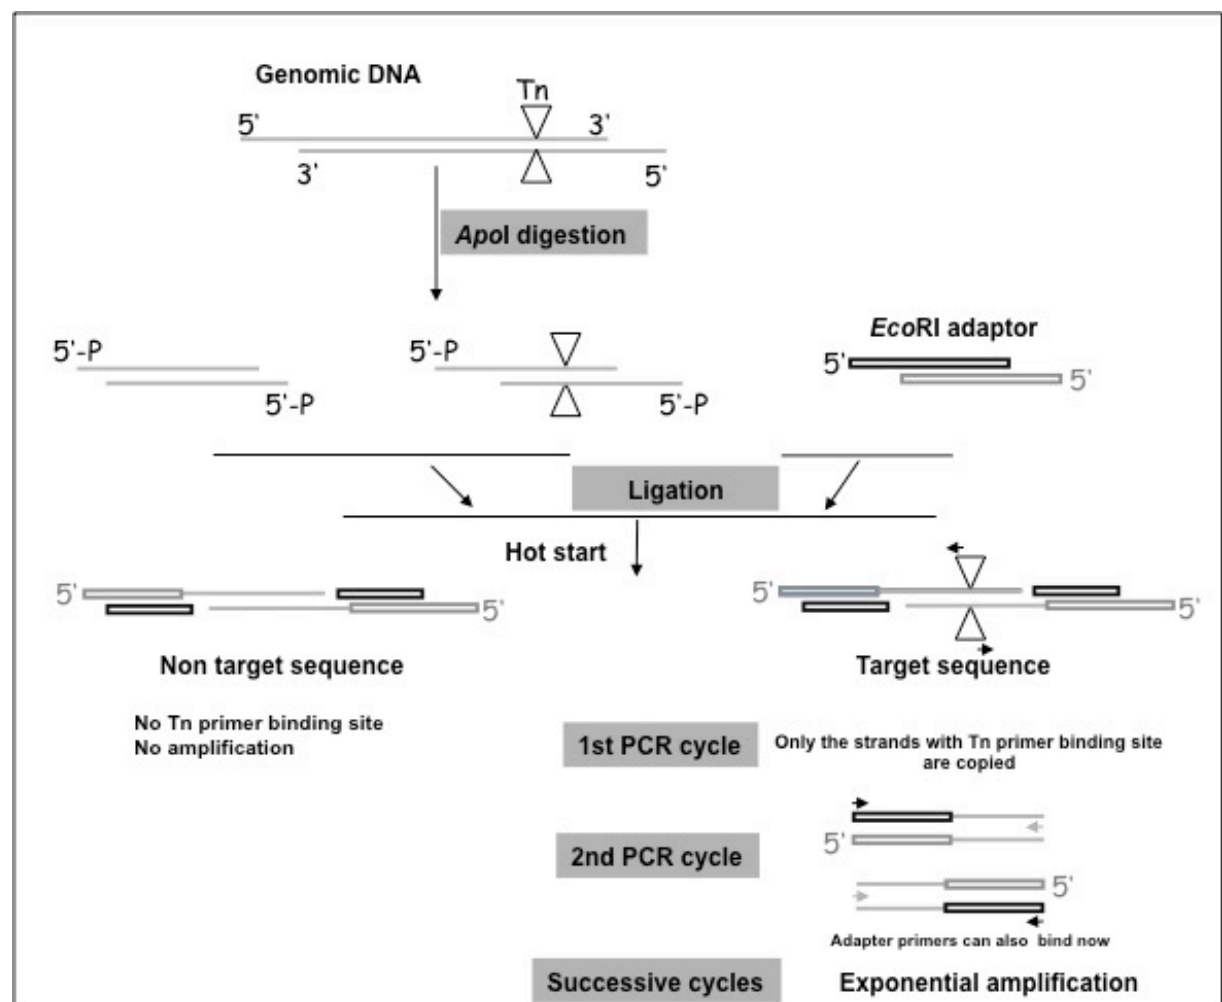 Genomic DNA
Tn
5' 3'
3' 5'
ApoI digestion
EcoRI adaptor
5'-P 5'-P 5'
5'
5'-P 5'-P
Ligation
Hot start
5' 5'
5' 5'
Non target sequence
Target sequence
No Tn primer binding site
No amplification
1st PCR cycle
Only the strands with Tn primer binding site
are copied
2nd PCR cycle
5'
5'
Adapter primers can also bind now
Successive cycles
Exponential amplification